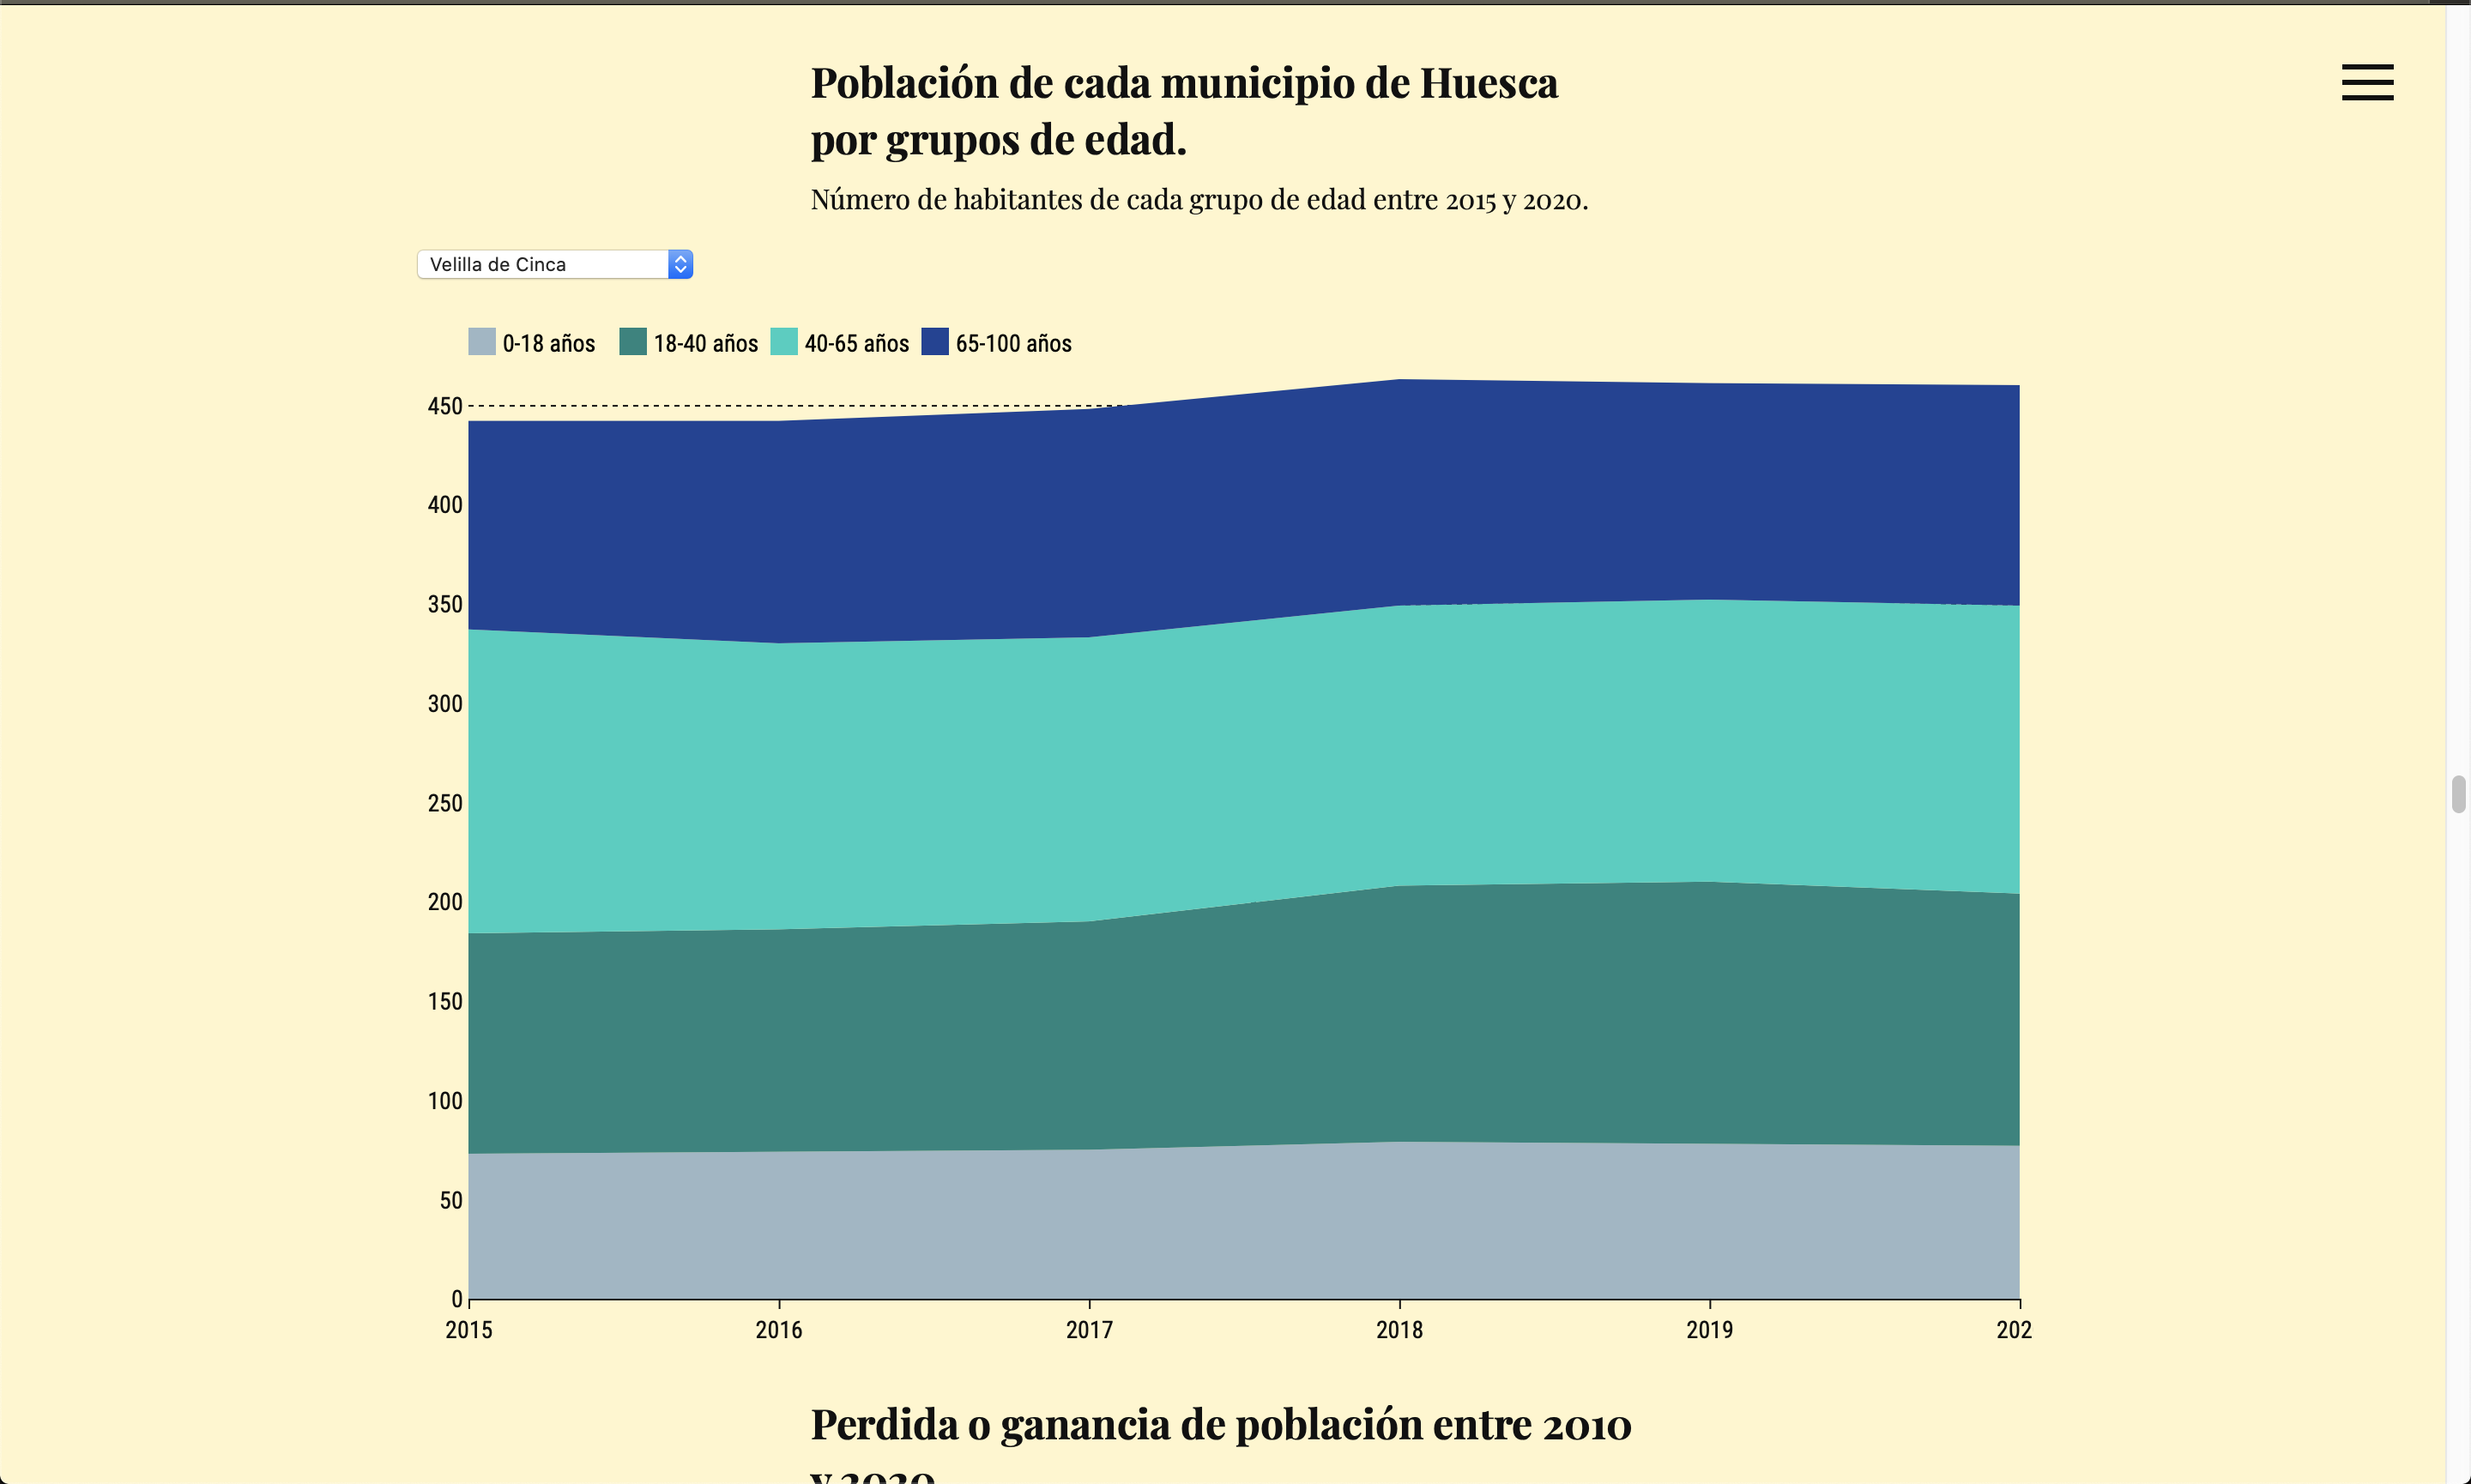 Población de cada municipio de Huesca
por grupos de edad.
Número de habitantes de cada grupo de edad entre 2015 y 2020.
Velilla de Cinca
0-18 años 18-40 años 40-65 años 65-100 años
450
400
350
300
250
200
150
100
50
0
2015 2016 2017 2018 2019 202
Perdida o ganancia de población entre 2010
y 2020